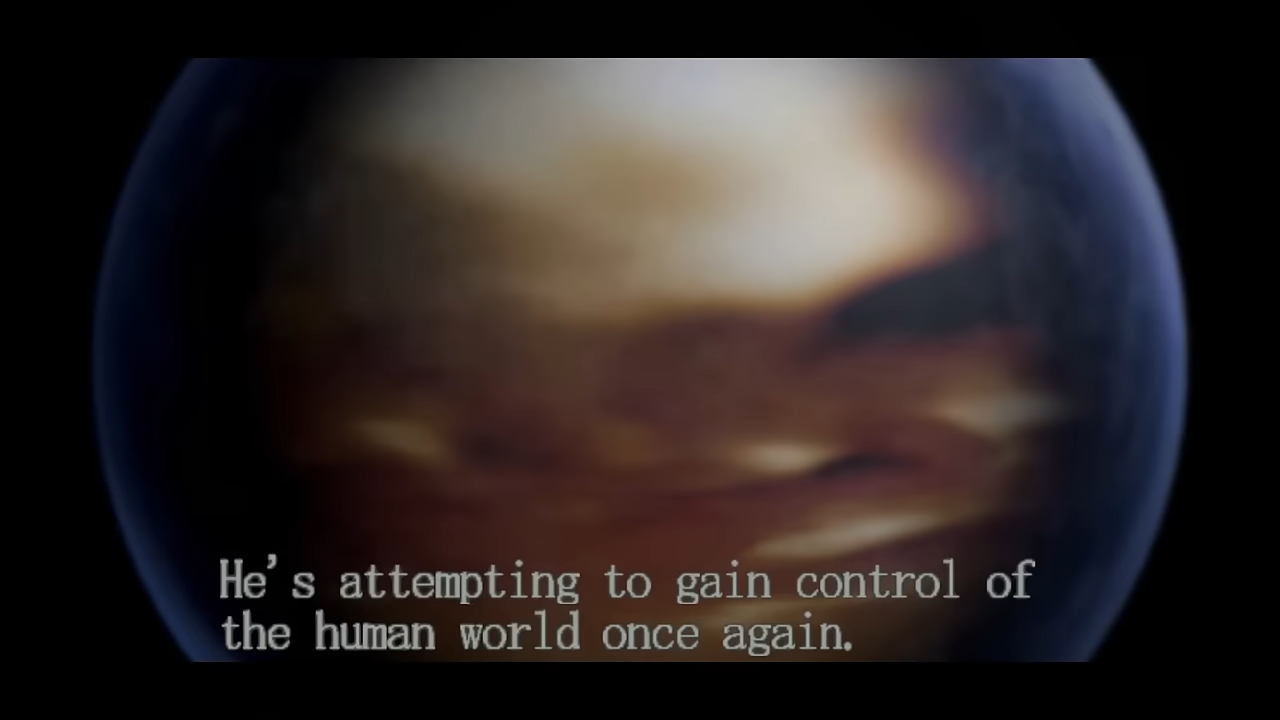 He's attempting to gain control of
the human world once again.